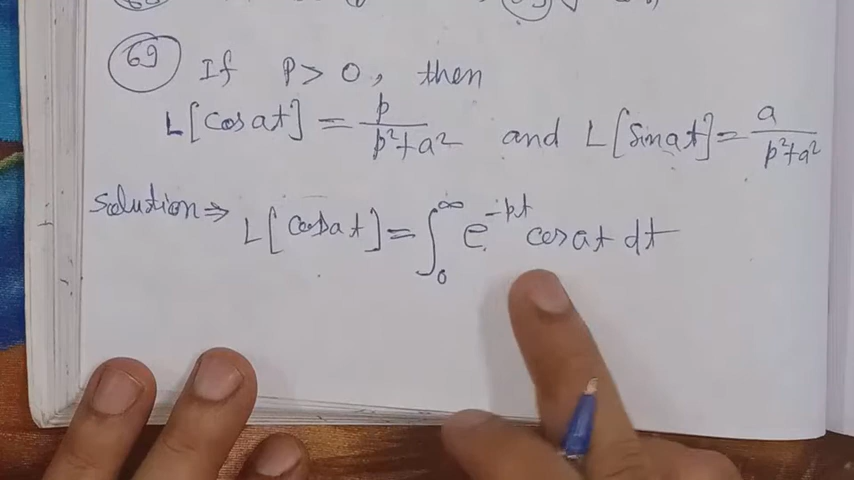 69 If P > 0, then
L[cos at] = p/(p²+a²) and L[sin at] = a/(p²+a²)
Solution ⇒ L[cos at] = ∫₀^∞ e^(-pt) cos at dt